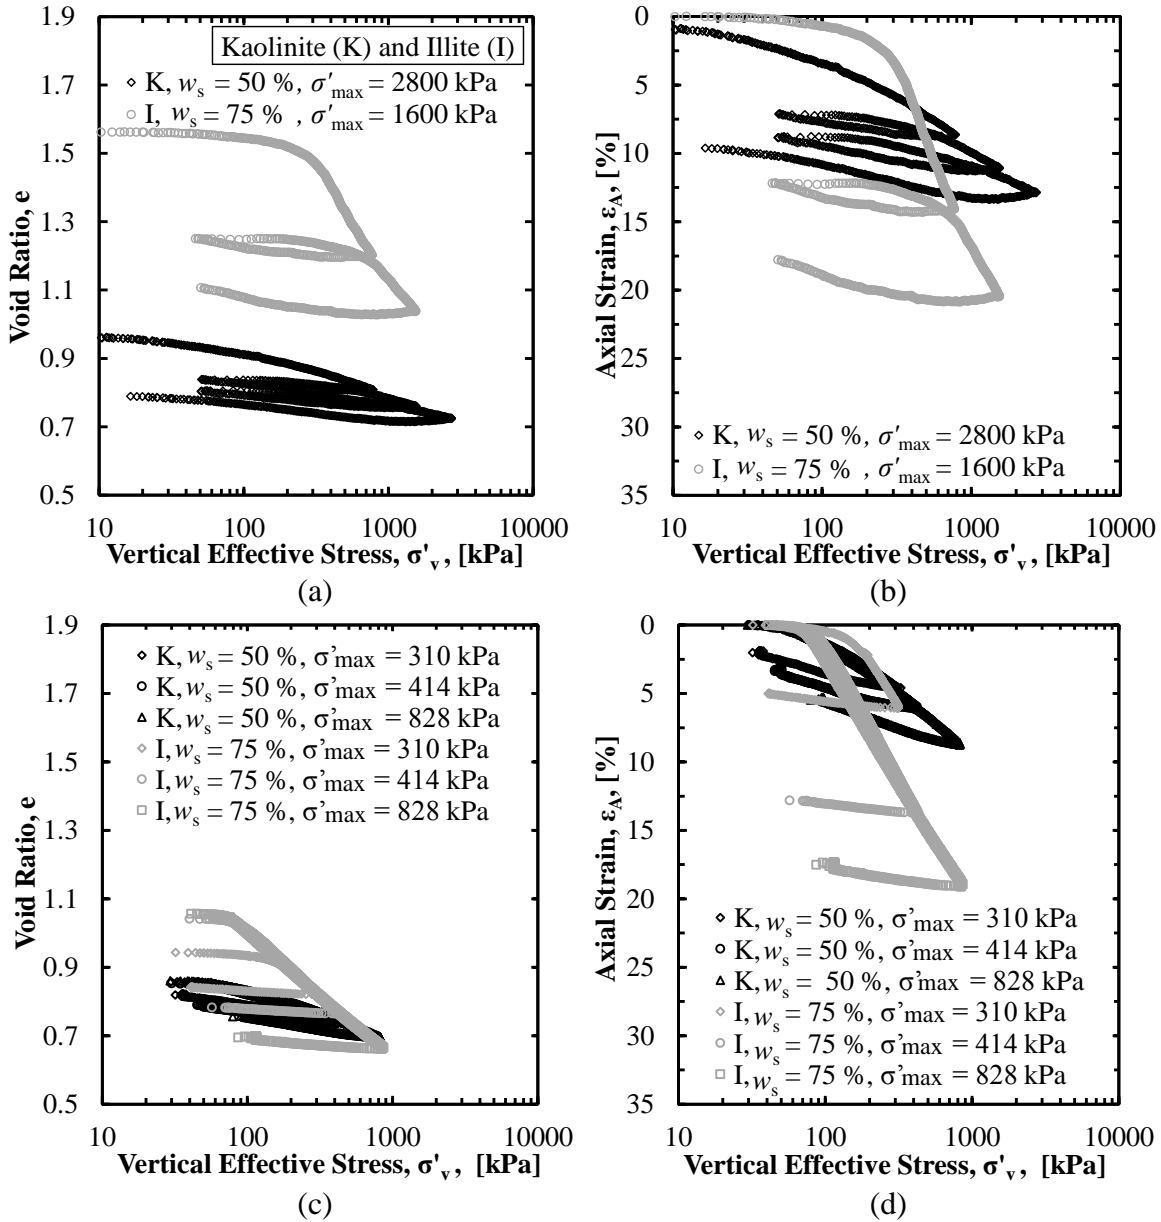 Kaolinite (K) and Illite (I)
K, wₛ = 50 %, σ'max = 2800 kPa
I, wₛ = 75 % , σ'max = 1600 kPa
1.9
1.7
1.5
1.3
1.1
0.9
0.7
0.5
Void Ratio, e
10 100 1000 10000
Vertical Effective Stress, σ'v, [kPa]
(a)
0
5
10
15
20
25
30
35
Axial Strain, εA, [%]
K, wₛ = 50 %, σ'max = 2800 kPa
I, wₛ = 75 % , σ'max = 1600 kPa
10 100 1000 10000
Vertical Effective Stress, σ'v, [kPa]
(b)
1.9
1.7
1.5
1.3
1.1
0.9
0.7
0.5
Void Ratio, e
K, wₛ = 50 %, σ’max = 310 kPa
K, wₛ = 50 %, σ’max = 414 kPa
K, wₛ = 50 %, σ’max = 828 kPa
I, wₛ = 75 %, σ’max = 310 kPa
I, wₛ = 75 %, σ’max = 414 kPa
I, wₛ = 75 %, σ’max = 828 kPa
10 100 1000 10000
Vertical Effective Stress, σ'v, [kPa]
(c)
0
5
10
15
20
25
30
35
Axial Strain, εA, [%]
K, wₛ = 50 %, σ’max = 310 kPa
K, wₛ = 50 %, σ’max = 414 kPa
K, wₛ = 50 %, σ’max = 828 kPa
I, wₛ = 75 %, σ’max = 310 kPa
I, wₛ = 75 %, σ’max = 414 kPa
I, wₛ = 75 %, σ’max = 828 kPa
10 100 1000 10000
Vertical Effective Stress, σ'v, [kPa]
(d)